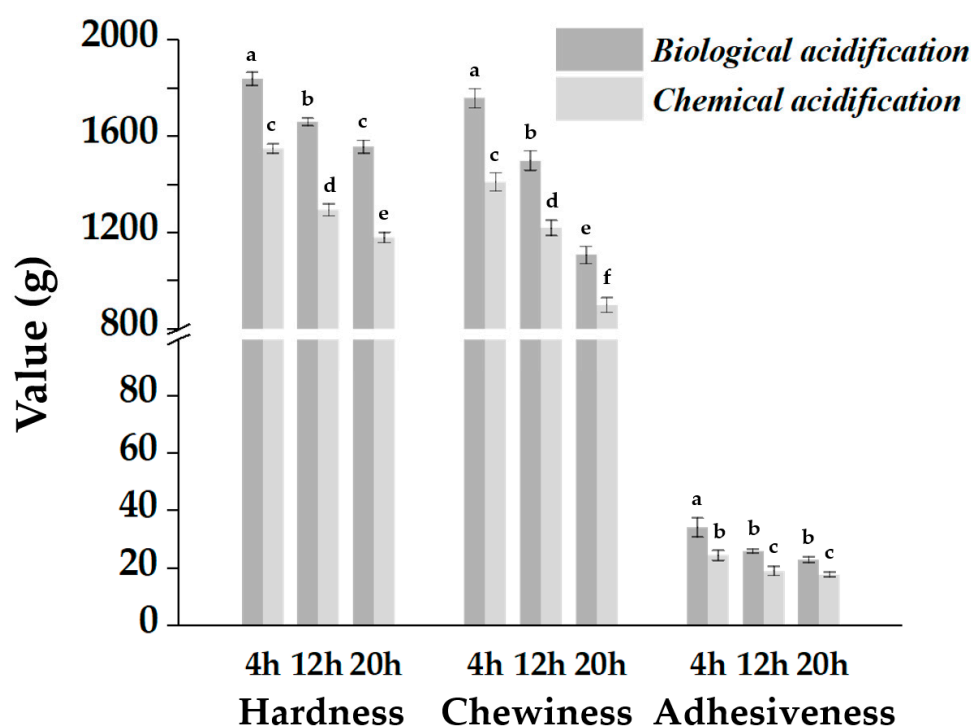 Value (g)
2000
1600
1200
800
80
60
40
20
0
Biological acidification
Chemical acidification
a
c
b
d
c
e
a
c
b
d
e
f
a
b
b
c
b
c
4h 12h 20h
4h 12h 20h
4h 12h 20h
Hardness Chewiness Adhesiveness